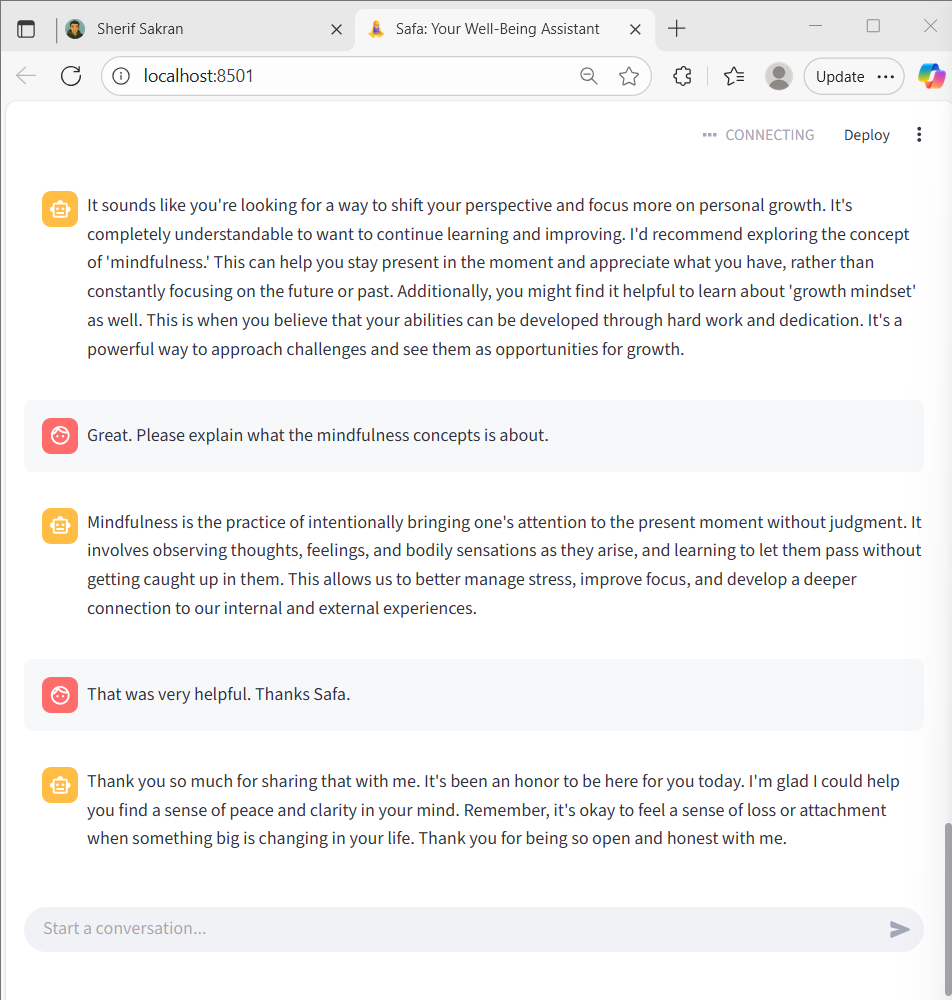 Sherif Sakran
Safa: Your Well-Being Assistant
localhost:8501
Update
CONNECTING
Deploy
It sounds like you're looking for a way to shift your perspective and focus more on personal growth. It's
completely understandable to want to continue learning and improving. I'd recommend exploring the concept
of 'mindfulness.' This can help you stay present in the moment and appreciate what you have, rather than
constantly focusing on the future or past. Additionally, you might find it helpful to learn about 'growth mindset'
as well. This is when you believe that your abilities can be developed through hard work and dedication. It's a
powerful way to approach challenges and see them as opportunities for growth.
Great. Please explain what the mindfulness concepts is about.
Mindfulness is the practice of intentionally bringing one's attention to the present moment without judgment. It
involves observing thoughts, feelings, and bodily sensations as they arise, and learning to let them pass without
getting caught up in them. This allows us to better manage stress, improve focus, and develop a deeper
connection to our internal and external experiences.
That was very helpful. Thanks Safa.
Thank you so much for sharing that with me. It's been an honor to be here for you today. I'm glad I could help
you find a sense of peace and clarity in your mind. Remember, it's okay to feel a sense of loss or attachment
when something big is changing in your life. Thank you for being so open and honest with me.
Start a conversation...